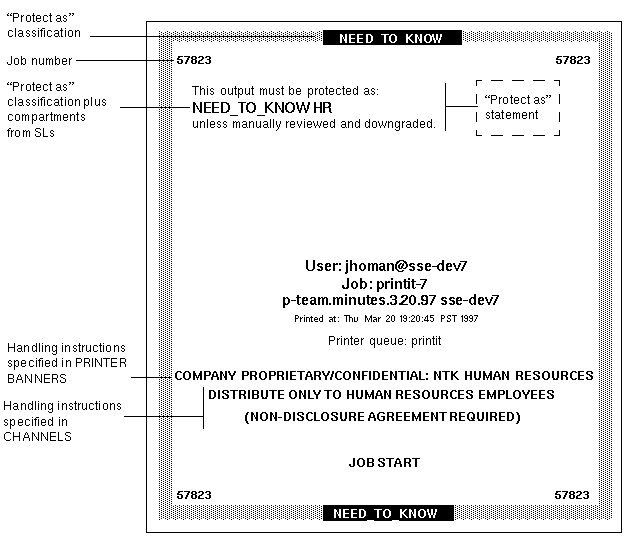 “Protect as”
classification
NEED TO KNOW
Job number
57823
57823
“Protect as”
classification plus
compartments
from SLs
This output must be protected as:
NEED_TO_KNOW HR
unless manually reviewed and downgraded.
“Protect as”
statement
User: jhoman@sse-dev7
Job: printit-7
p-team.minutes.3.20.97 sse-dev7
Printed at: Thu Mar 20 19:20:45 PST 1997
Printer queue: printit
Handling instructions
specified in PRINTER
BANNERS
COMPANY PROPRIETARY/CONFIDENTIAL: NTK HUMAN RESOURCES
Handling instructions
specified in
CHANNELS
DISTRIBUTE ONLY TO HUMAN RESOURCES EMPLOYEES
(NON-DISCLOSURE AGREEMENT REQUIRED)
JOB START
57823
57823
NEED_TO_KNOW